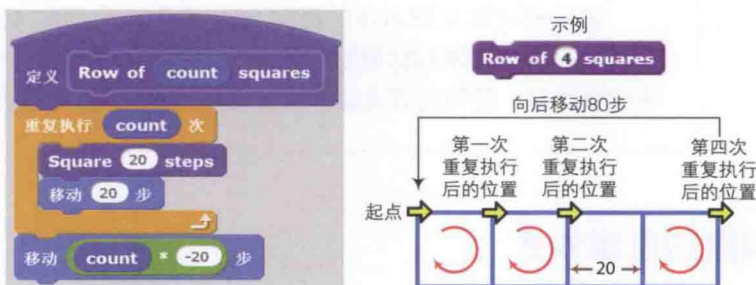 定义 Row of count squares
重复执行 count 次
Square 20 steps
移动 20 步
移动 count * -20 步
示例
Row of 4 squares
向后移动80步
第一次
重复执行
后的位置
第二次
重复执行
后的位置
第四次
重复执行
后的位置
起点
20